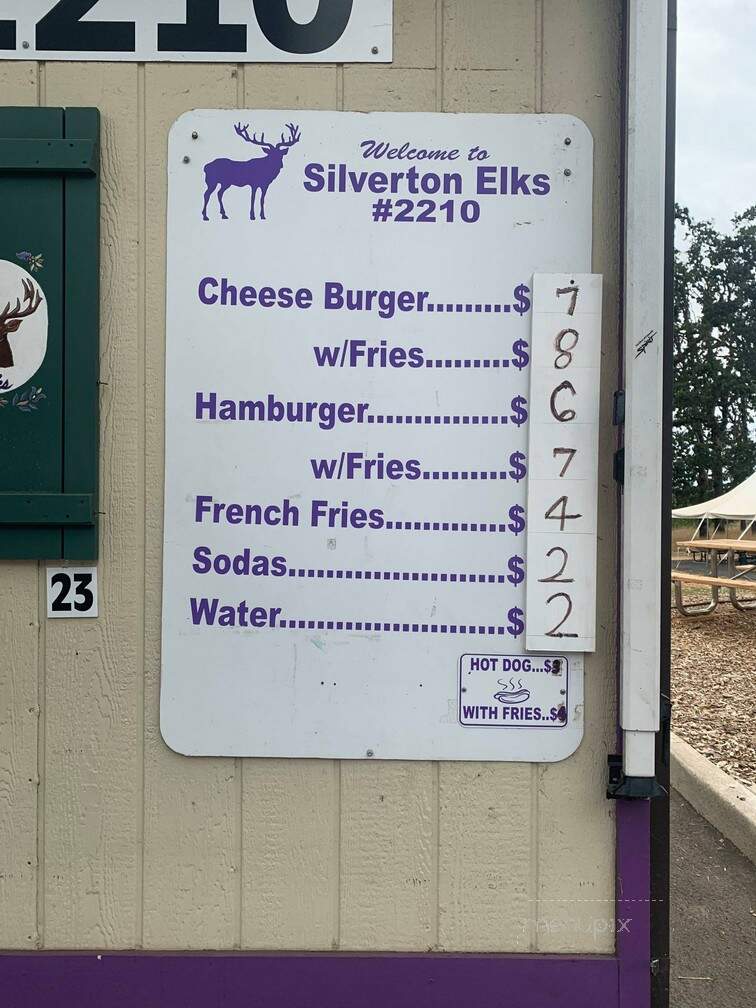 2210
Welcome to
Silverton Elks
#2210
Cheese Burger.........$ 7
w/Fries.........$ 8
Hamburger...............$ 6
w/Fries.........$ 7
French Fries.............$ 4
Sodas.......................$ 2
Water........................$ 2
23
HOT DOG...$
WITH FRIES..$
menupix